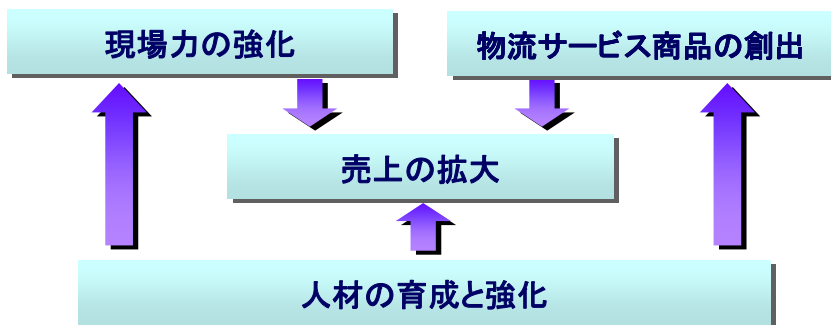 現場力の強化
物流サービス商品の創出
売上の拡大
人材の育成と強化